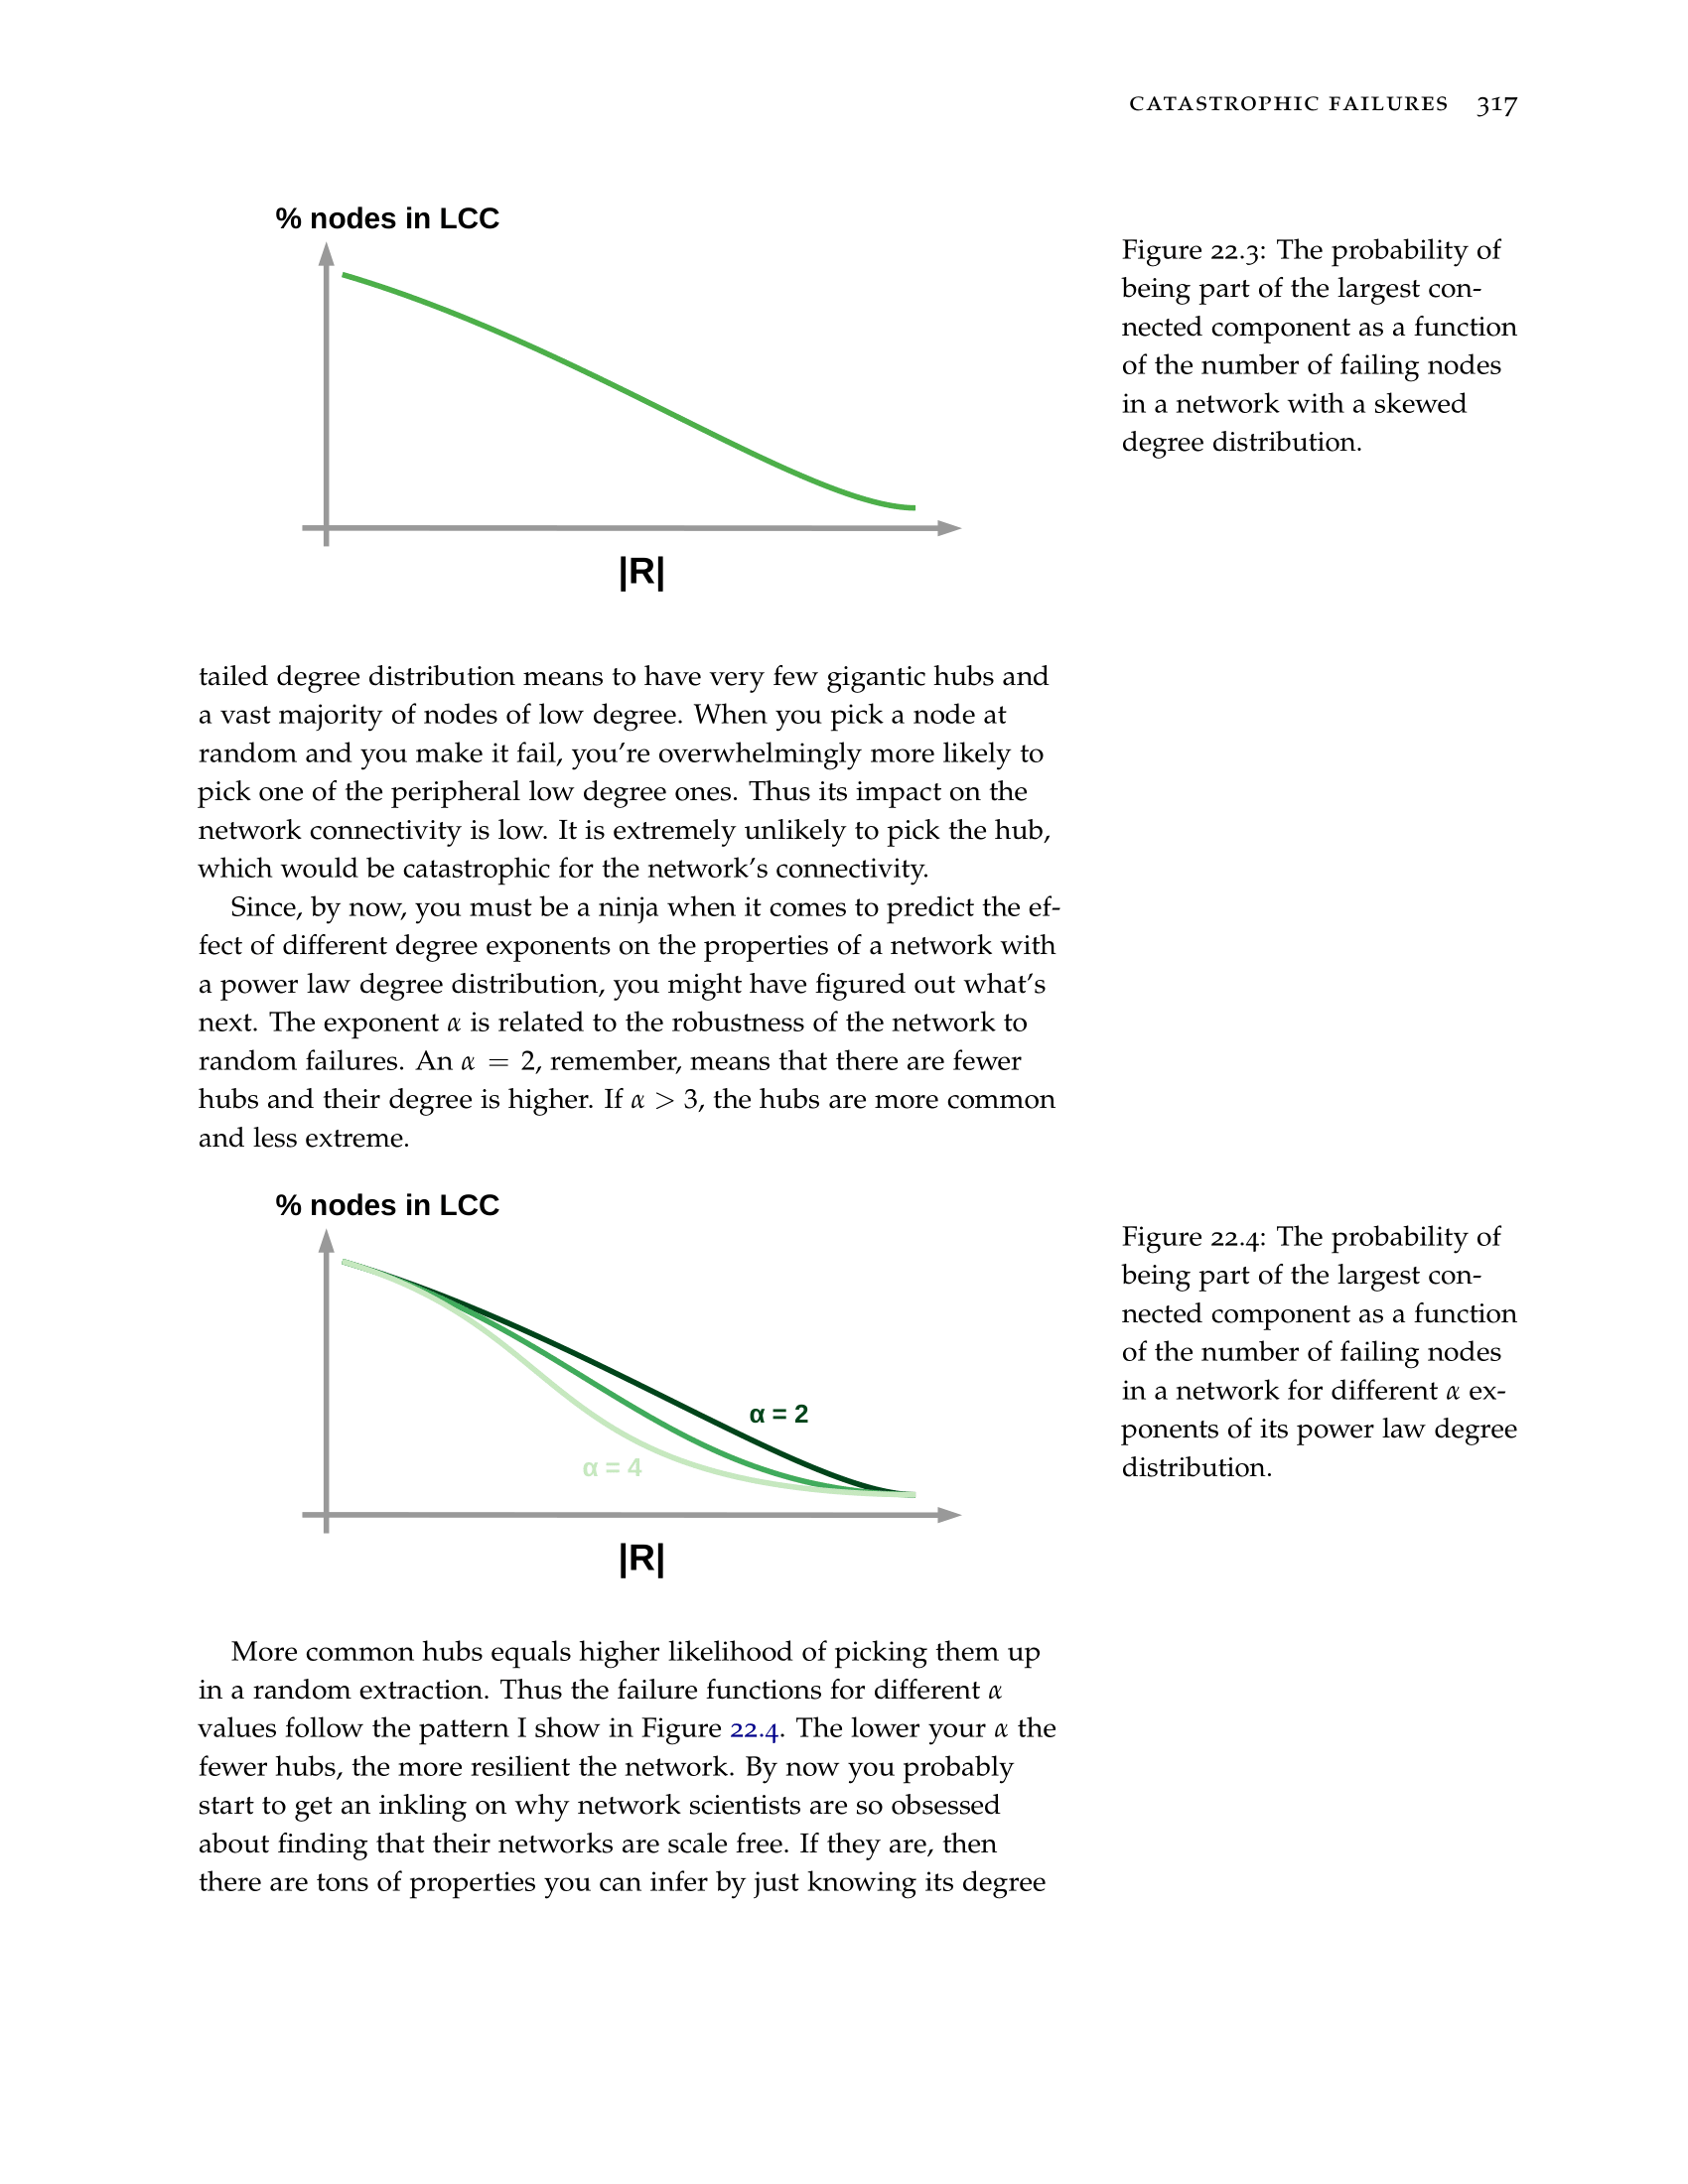 CATASTROPHIC FAILURES 317
% nodes in LCC
|R|
Figure 22.3: The probability of
being part of the largest con-
nected component as a function
of the number of failing nodes
in a network with a skewed
degree distribution.
tailed degree distribution means to have very few gigantic hubs and
a vast majority of nodes of low degree. When you pick a node at
random and you make it fail, you're overwhelmingly more likely to
pick one of the peripheral low degree ones. Thus its impact on the
network connectivity is low. It is extremely unlikely to pick the hub,
which would be catastrophic for the network's connectivity.
Since, by now, you must be a ninja when it comes to predict the ef-
fect of different degree exponents on the properties of a network with
a power law degree distribution, you might have figured out what's
next. The exponent α is related to the robustness of the network to
random failures. An α = 2, remember, means that there are fewer
hubs and their degree is higher. If α > 3, the hubs are more common
and less extreme.
% nodes in LCC
α = 2
α = 4
|R|
Figure 22.4: The probability of
being part of the largest con-
nected component as a function
of the number of failing nodes
in a network for different α ex-
ponents of its power law degree
distribution.
More common hubs equals higher likelihood of picking them up
in a random extraction. Thus the failure functions for different α
values follow the pattern I show in Figure 22.4. The lower your α the
fewer hubs, the more resilient the network. By now you probably
start to get an inkling on why network scientists are so obsessed
about finding that their networks are scale free. If they are, then
there are tons of properties you can infer by just knowing its degree